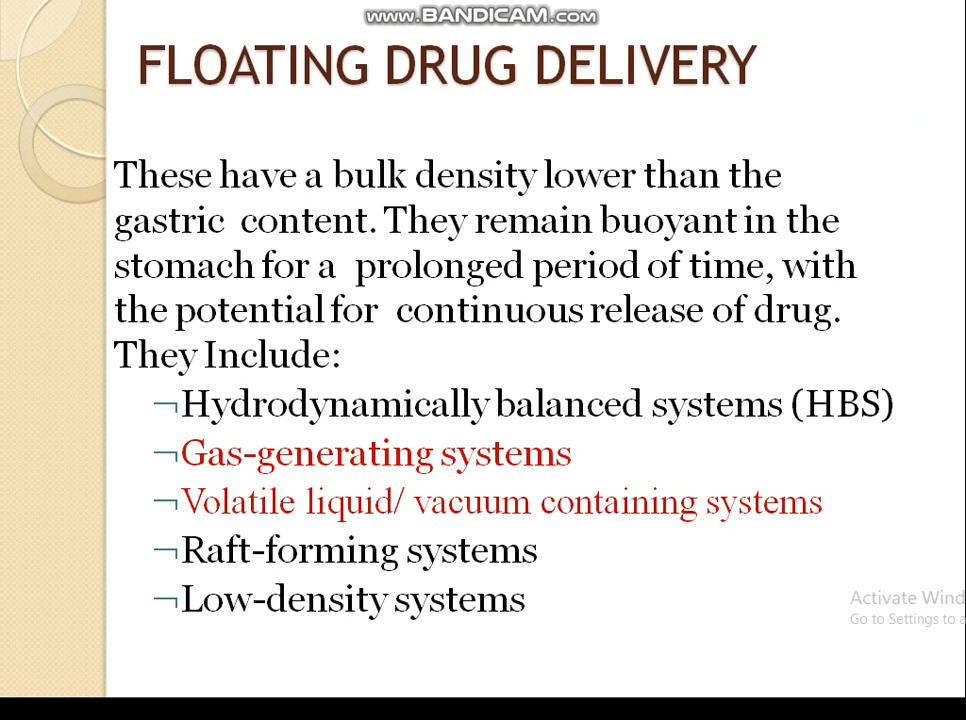 www.BANDICAM.com
FLOATING DRUG DELIVERY
These have a bulk density lower than the
gastric content. They remain buoyant in the
stomach for a prolonged period of time, with
the potential for continuous release of drug.
They Include:
¬Hydrodynamically balanced systems (HBS)
¬Gas-generating systems
¬Volatile liquid/ vacuum containing systems
¬Raft-forming systems
¬Low-density systems
Activate Wind
Go to Settings to a